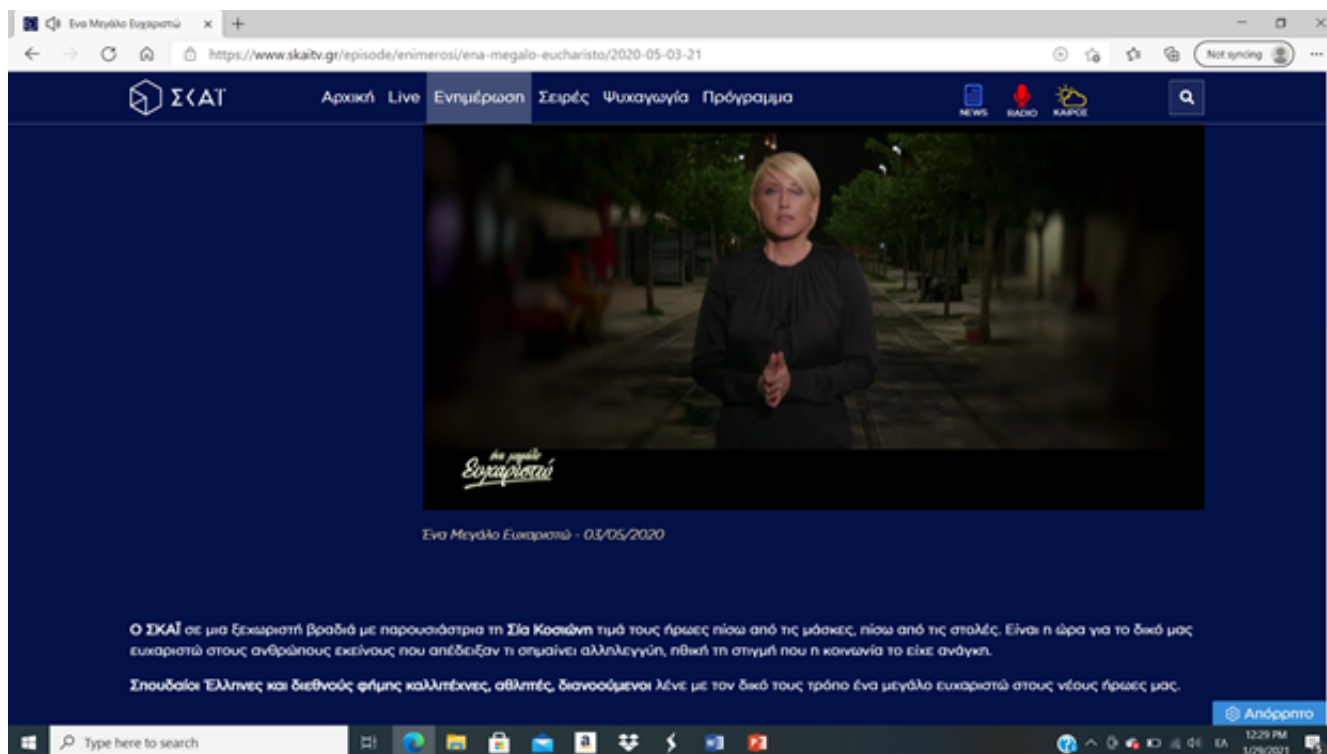 Ένα Μεγάλο Ευχαριστώ
https://www.skaitv.gr/episode/enimerosi/ena-megalo-eucharisto/2020-05-03-21
Not syncing
ΣΚΑΪ
Αρχική Live Ενημέρωση Σειρές Ψυχαγωγία Πρόγραμμα
NEWS RADIO ΚΑΙΡΟΣ
ένα μεγάλο
Ευχαριστώ
Ένα Μεγάλο Ευχαριστώ - 03/05/2020
Ο ΣΚΑΪ σε μια ξεχωριστή βραδιά με παρουσιάστρια τη Σία Κοσιώνη τιμά τους ήρωες πίσω από τις μάσκες, πίσω από τις στολές. Είναι η ώρα για το δικό μας
ευχαριστώ στους ανθρώπους εκείνους που απέδειξαν τι σημαίνει αλληλεγγύη, ηθική τη στιγμή που η κοινωνία το είχε ανάγκη.
Σπουδαίοι Έλληνες και διεθνούς φήμης καλλιτέχνες, αθλητές, διανοούμενοι λένε με τον δικό τους τρόπο ένα μεγάλο ευχαριστώ στους νέους ήρωες μας.
Απόρρητο
Type here to search
ΕΛ
12:29 PM
1/29/2021